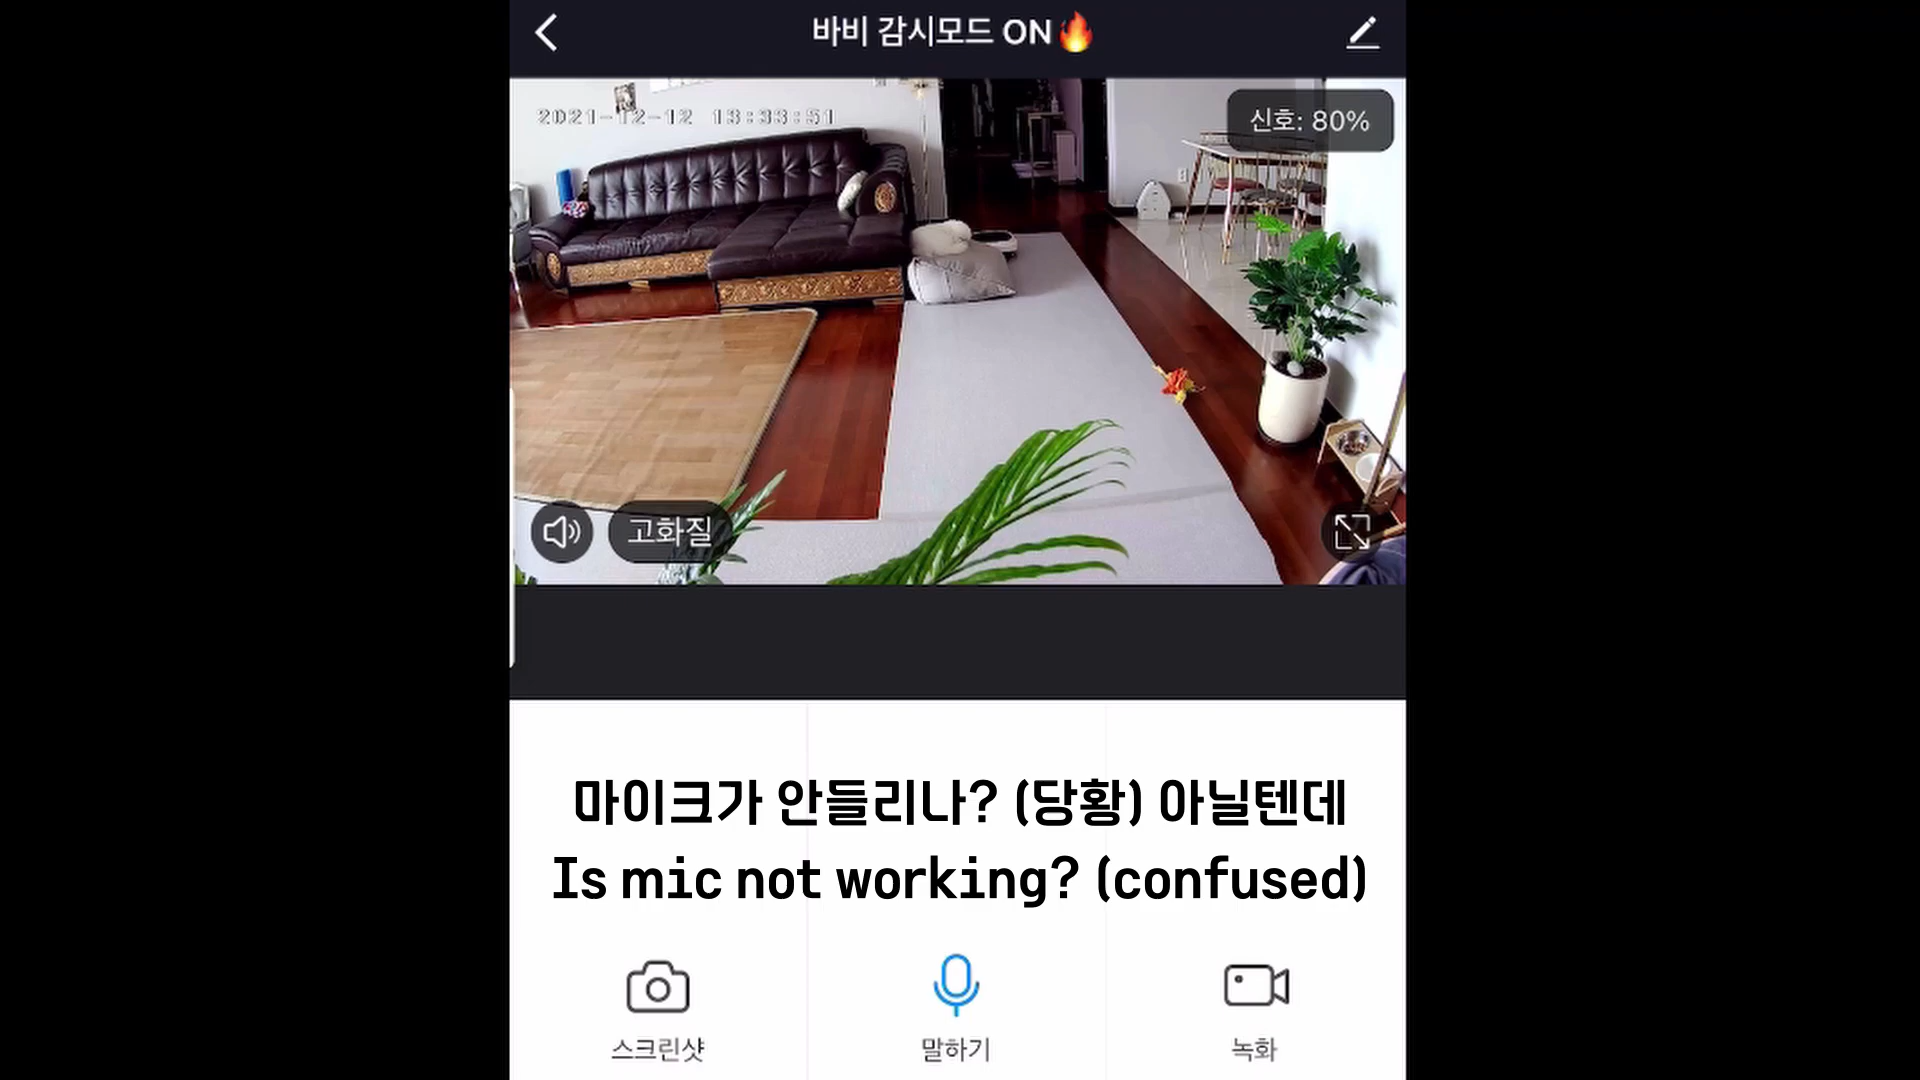 바비 감시모드 ON🔥
2021-12-12 13:33:51
신호: 80%
고화질
마이크가 안들리나? (당황) 아닐텐데
Is mic not working? (confused)
스크린샷
말하기
녹화